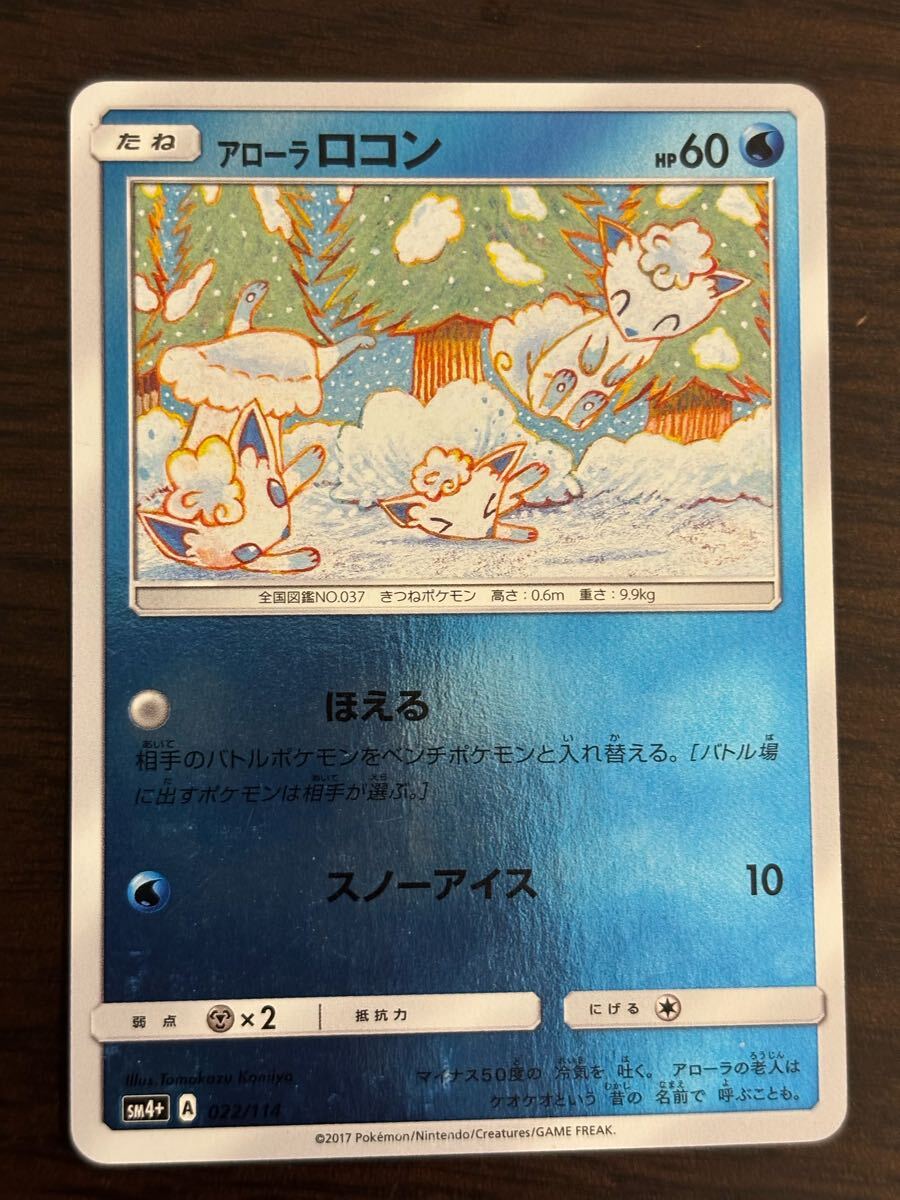 たね アローラ ロコン HP 60
全国図鑑NO.037 きつねポケモン 高さ:0.6m 重さ:9.9kg
ほえる
相手のバトルポケモンをベンチポケモンと入れ替える。[バトル場
に出すポケモンは相手が選ぶ。]
スノーアイス 10
弱点 ×2 抵抗力 にげる
Illus.Tomokazu Komiya
マイナス50度の 冷気を 吐く。 アローラの老人は
ケオケオという 昔の 名前で 呼ぶことも。
SM4+ A 022/114
©2017 Pokémon/Nintendo/Creatures/GAME FREAK.